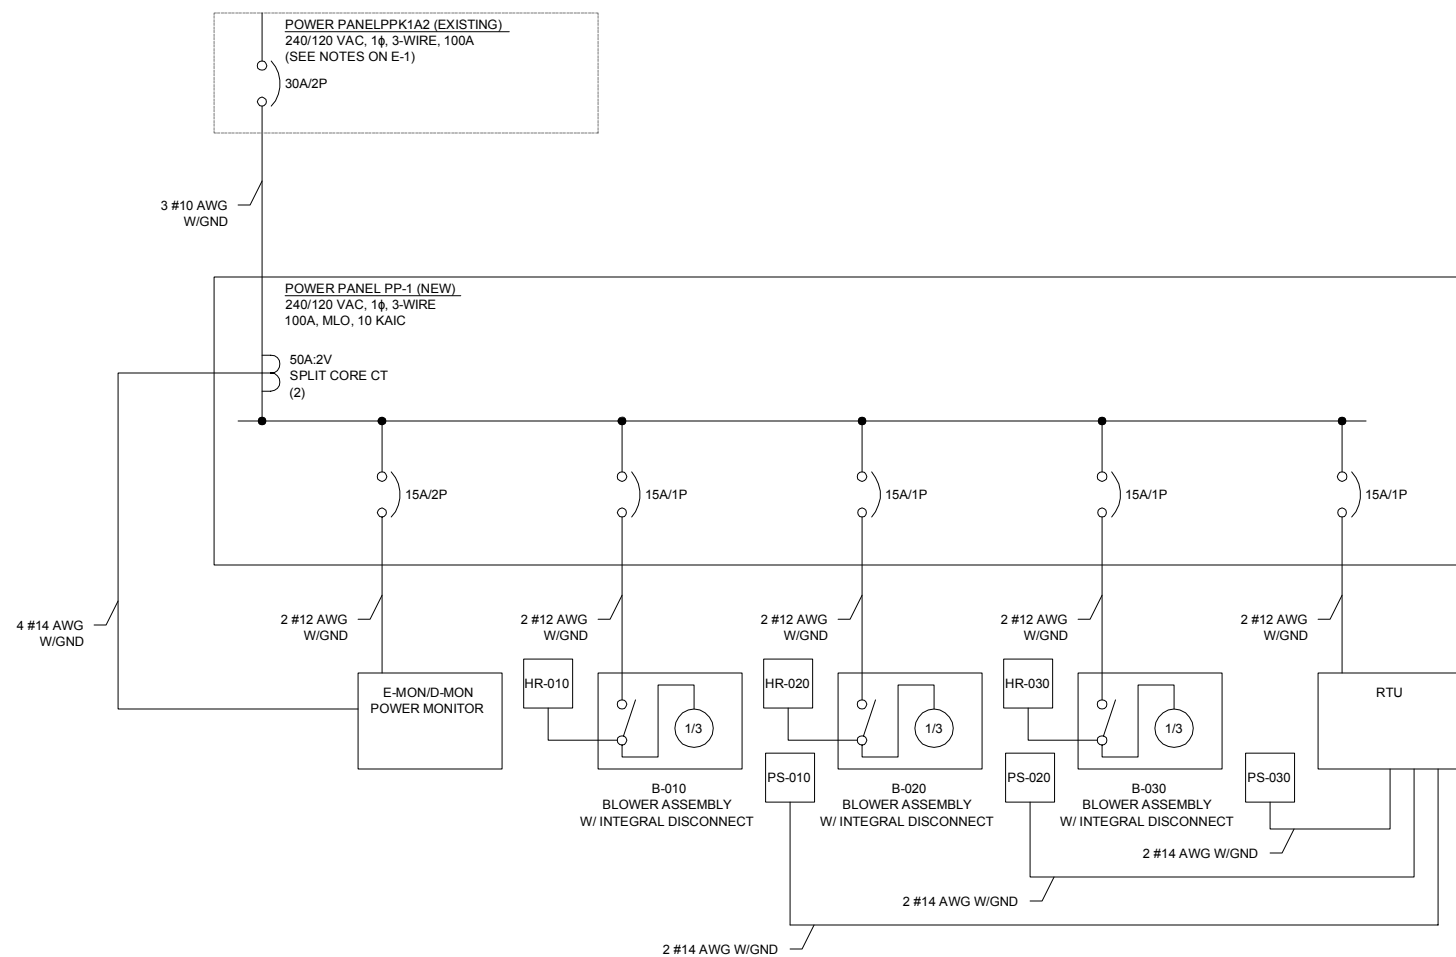 POWER PANELPPK1A2 (EXISTING)
240/120 VAC, 1ϕ, 3-WIRE, 100A
(SEE NOTES ON E-1)
30A/2P
3 #10 AWG
W/GND
POWER PANEL PP-1 (NEW)
240/120 VAC, 1ϕ, 3-WIRE
100A, MLO, 10 KAIC
50A:2V
SPLIT CORE CT
(2)
15A/2P
15A/1P
15A/1P
15A/1P
15A/1P
4 #14 AWG
W/GND
2 #12 AWG
W/GND
2 #12 AWG
W/GND
2 #12 AWG
W/GND
2 #12 AWG
W/GND
2 #12 AWG
W/GND
E-MON/D-MON
POWER MONITOR
HR-010
1/3
HR-020
1/3
HR-030
1/3
RTU
PS-010
PS-020
PS-030
B-010
BLOWER ASSEMBLY
W/ INTEGRAL DISCONNECT
B-020
BLOWER ASSEMBLY
W/ INTEGRAL DISCONNECT
B-030
BLOWER ASSEMBLY
W/ INTEGRAL DISCONNECT
2 #14 AWG W/GND
2 #14 AWG W/GND
2 #14 AWG W/GND